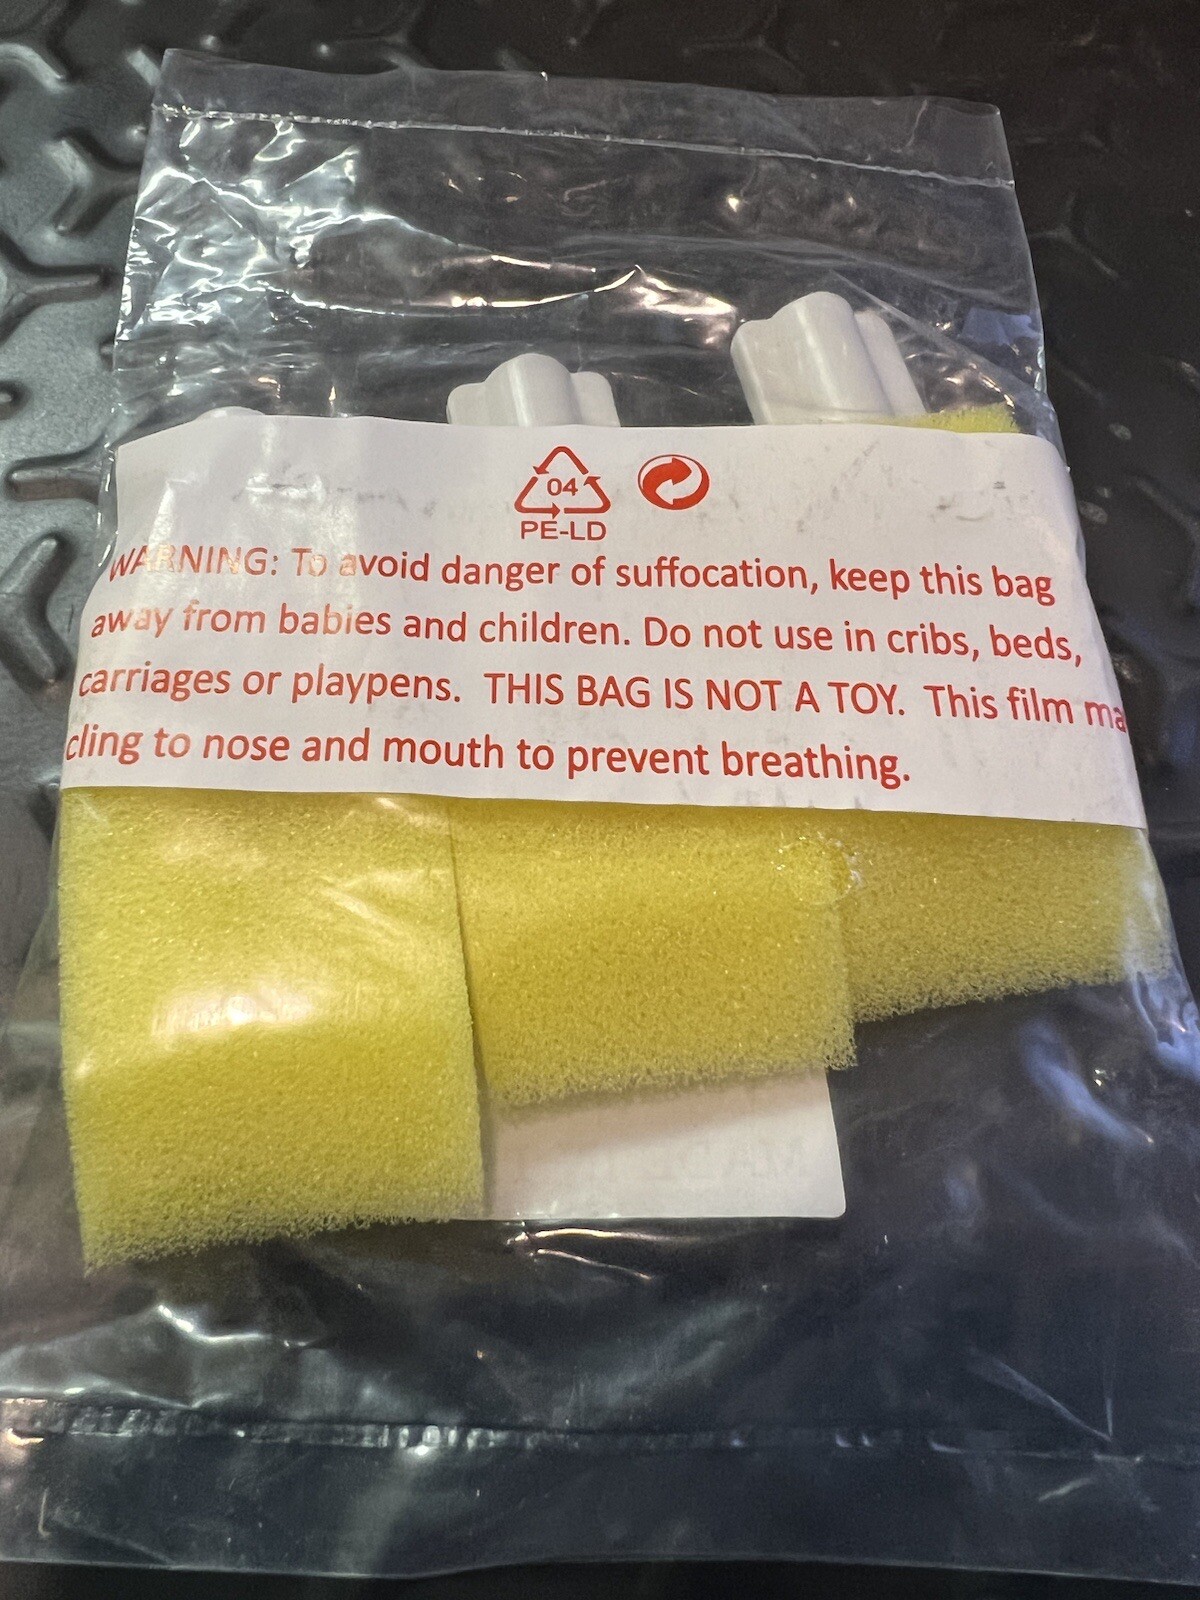 04
PE-LD
WARNING: To avoid danger of suffocation, keep this bag
away from babies and children. Do not use in cribs, beds,
carriages or playpens. THIS BAG IS NOT A TOY. This film ma
cling to nose and mouth to prevent breathing.